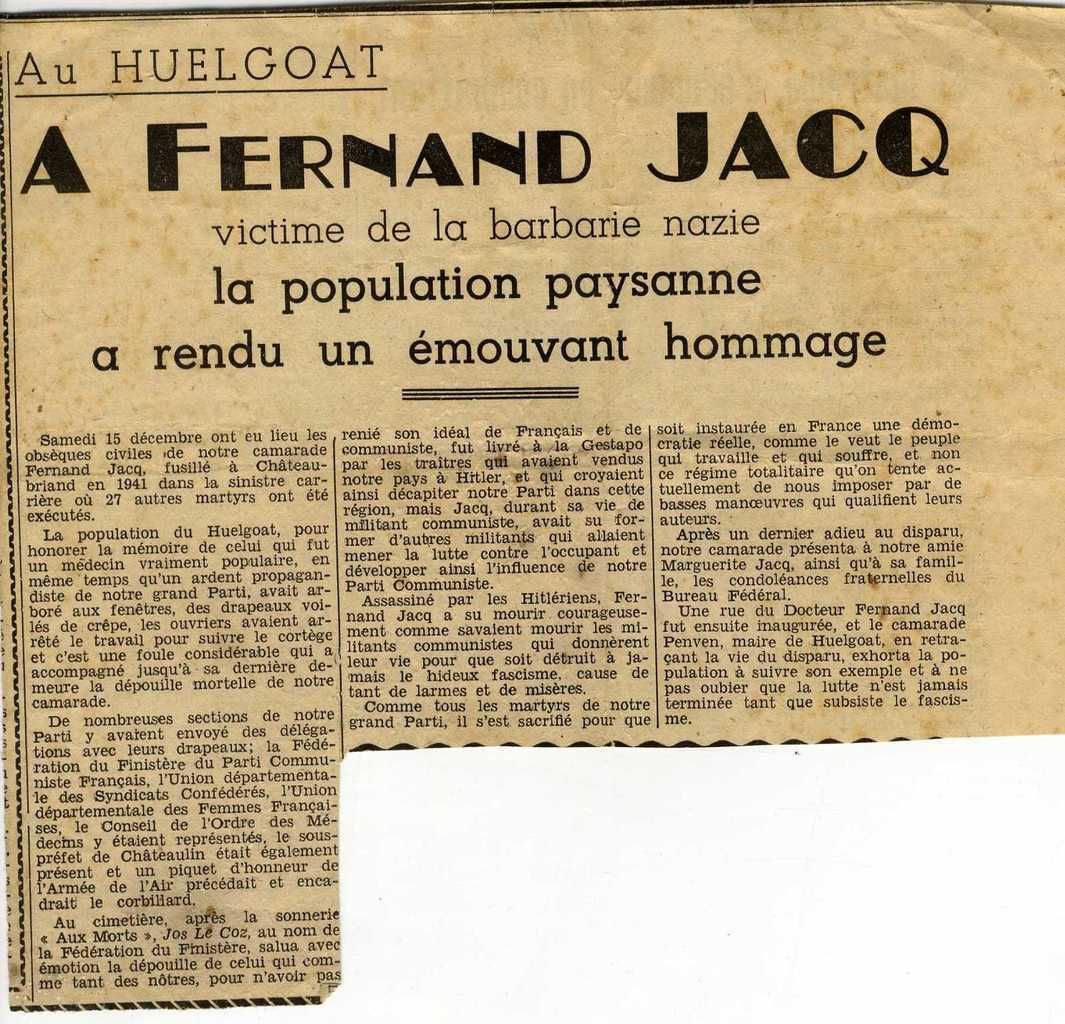 Au HUELGOAT
A FERNAND JACQ
victime de la barbarie nazie
la population paysanne
a rendu un émouvant hommage
Samedi 15 décembre ont eu lieu les
obsèques civiles de notre camarade
Fernand Jacq, fusillé à Château-
briand en 1941 dans la sinistre car-
rière où 27 autres martyrs ont été
exécutés.
La population du Huelgoat, pour
honorer la mémoire de celui qui fut
un médecin vraiment populaire, en
même temps qu'un ardent propagan-
diste de notre grand Parti, avait ar-
boré aux fenêtres, des drapeaux voi-
lés de crêpe, les ouvriers avaient ar-
rêté le travail pour suivre le cortège
et c'est une foule considérable qui a
accompagné jusqu'à sa dernière de-
meure la dépouille mortelle de notre
camarade.
De nombreuses sections de notre
Parti y avaient envoyé des déléga-
tions avec leurs drapeaux; la Fédé-
ration du Finistère du Parti Commu-
niste Français, l'Union départementa-
le des Syndicats Confédérés, l'Union
départementale des Femmes Françai-
ses, le Conseil de l'Ordre des Mé-
decins y étaient représentés, le sous-
préfet de Châteaulin était également
présent et un piquet d'honneur de
l'Armée de l'Air précédait et enca-
drait le corbillard.
Au cimetière, après la sonnerie
« Aux Morts », Jos Le Coz, au nom de
la Fédération du Finistère, salua avec
émotion la dépouille de celui qui com-
me tant des nôtres, pour n'avoir pas
renié son idéal de Français et de
communiste, fut livré à la Gestapo
par les traîtres qui avaient vendus
notre pays à Hitler, et qui croyaient
ainsi décapiter notre Parti dans cette
région, mais Jacq, durant sa vie de
militant communiste, avait su for-
mer d'autres militants qui allaient
mener la lutte contre l'occupant et
développer ainsi l'influence de notre
Parti Communiste.
Assassiné par les Hitlériens, Fer-
nand Jacq a su mourir courageuse-
ment comme savaient mourir les mi-
litants communistes qui donnèrent
leur vie pour que soit détruit à ja-
mais le hideux fascisme, cause de
tant de larmes et de misères.
Comme tous les martyrs de notre
grand Parti, il s'est sacrifié pour que
soit instaurée en France une démo-
cratie réelle, comme le veut le peuple
qui travaille et qui souffre, et non
ce régime totalitaire qu'on tente ac-
tuellement de nous imposer par de
basses manœuvres qui qualifient leurs
auteurs.
Après un dernier adieu au disparu,
notre camarade présenta à notre amie
Marguerite Jacq, ainsi qu'à sa famil-
le, les condoléances fraternelles du
Bureau Fédéral.
Une rue du Docteur Fernand Jacq
fut ensuite inaugurée, et le camarade
Penven, maire de Huelgoat, en retra-
çant la vie du disparu, exhorta la po-
pulation à suivre son exemple et à ne
pas oubier que la lutte n'est jamais
terminée tant que subsiste le fascis-
me.